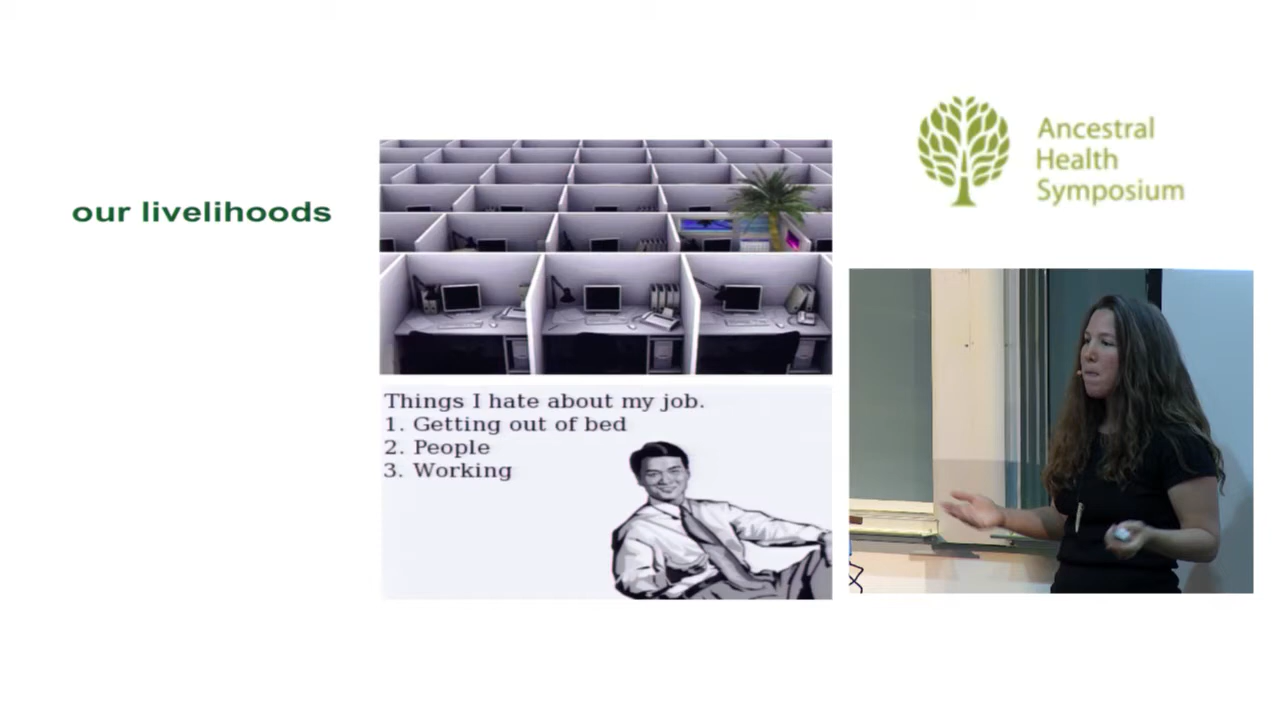 our livelihoods
Things I hate about my job.
1. Getting out of bed
2. People
3. Working
Ancestral
Health
Symposium